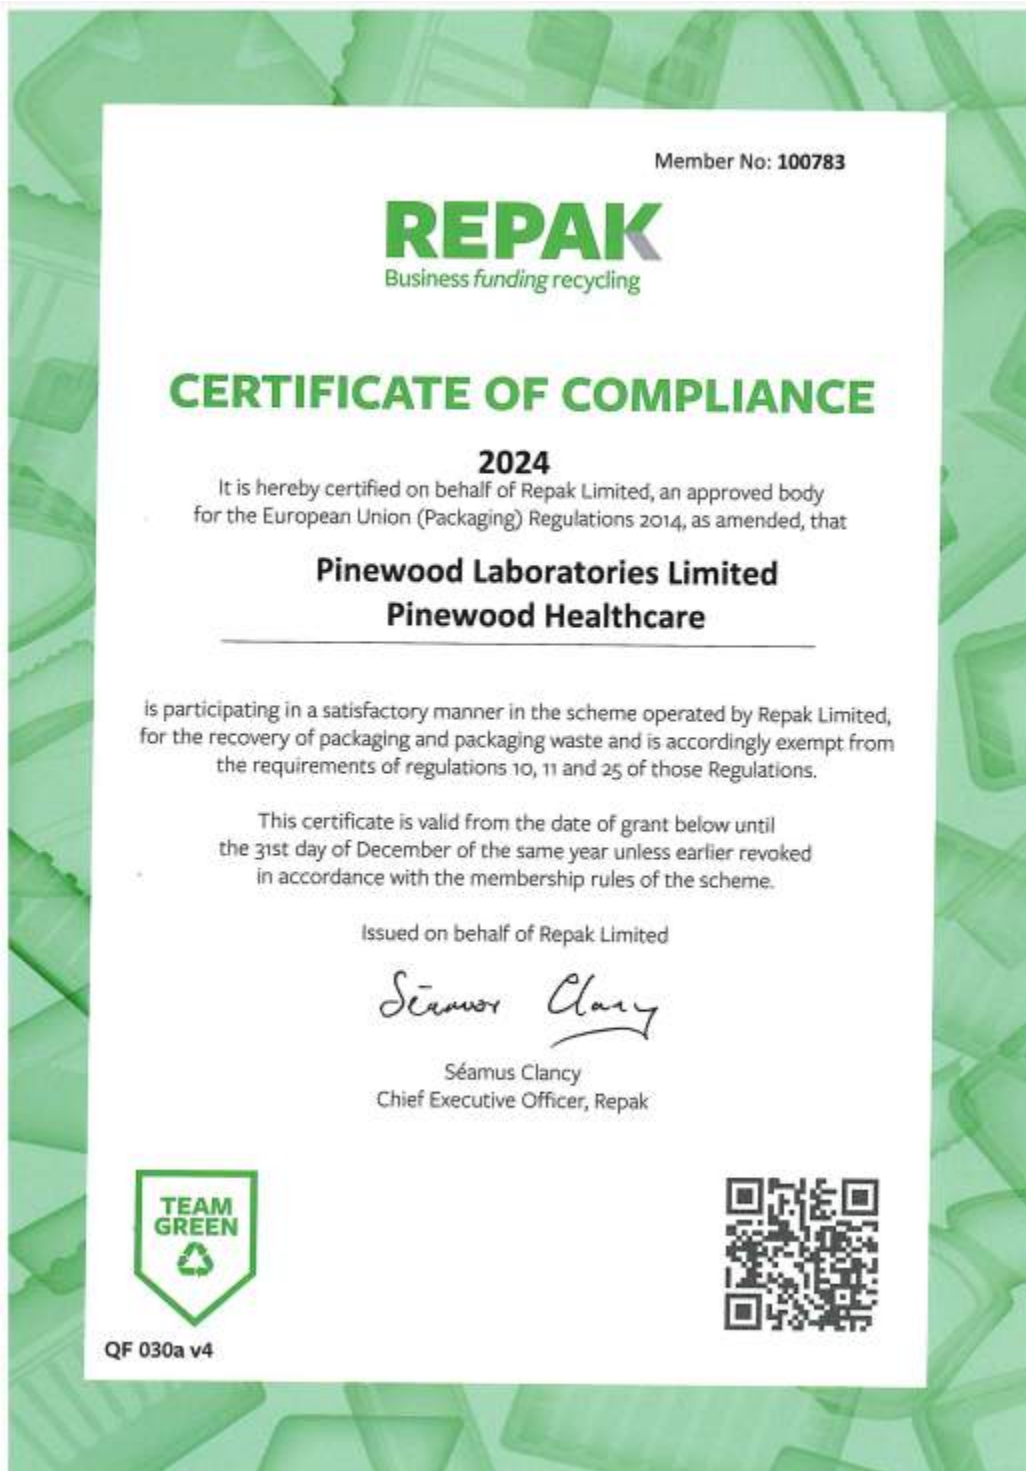 Member No: 100783
REPAK
Business funding recycling
CERTIFICATE OF COMPLIANCE
2024
It is hereby certified on behalf of Repak Limited, an approved body
for the European Union (Packaging) Regulations 2014, as amended, that
Pinewood Laboratories Limited
Pinewood Healthcare
is participating in a satisfactory manner in the scheme operated by Repak Limited,
for the recovery of packaging and packaging waste and is accordingly exempt from
the requirements of regulations 10, 11 and 25 of those Regulations.
This certificate is valid from the date of grant below until
the 31st day of December of the same year unless earlier revoked
in accordance with the membership rules of the scheme.
Issued on behalf of Repak Limited
Séamus Clancy
Séamus Clancy
Chief Executive Officer, Repak
TEAM
GREEN
QF 030a v4